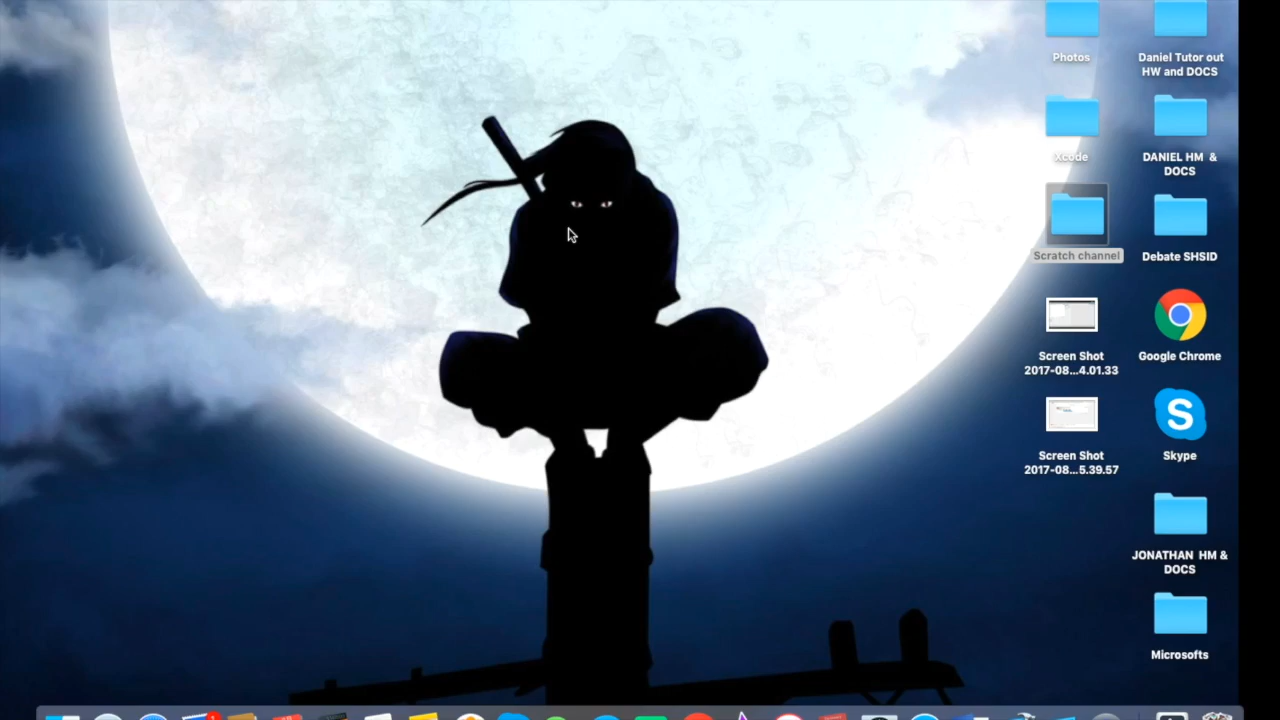 Photos
Daniel Tutor out
HW and DOCS
Xcode
DANIEL HM &
DOCS
Scratch channel
Debate SHSID
Screen Shot
2017-08...4.01.33
Google Chrome
Screen Shot
2017-08...5.39.57
Skype
JONATHAN HM &
DOCS
Microsofts